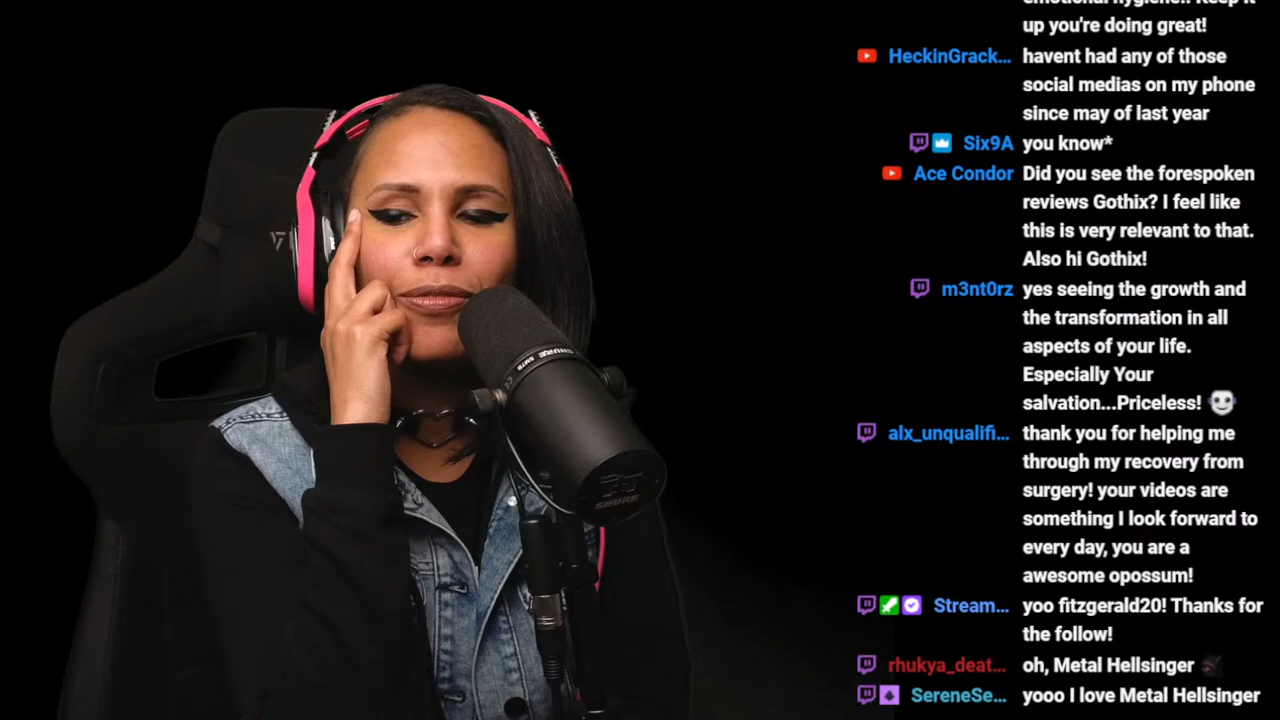 emotional hygiene!! Keep it
up you're doing great!
HeckinGrack... havent had any of those
social medias on my phone
since may of last year
Six9A you know*
Ace Condor Did you see the forespoken
reviews Gothix? I feel like
this is very relevant to that.
Also hi Gothix!
m3nt0rz yes seeing the growth and
the transformation in all
aspects of your life.
Especially Your
salvation...Priceless!
alx_unqualifi... thank you for helping me
through my recovery from
surgery! your videos are
something I look forward to
every day, you are a
awesome opossum!
Stream... yoo fitzgerald20! Thanks for
the follow!
rhukya_deat... oh, Metal Hellsinger
SereneSe... yooo I love Metal Hellsinger
SHURE SM7B
SHURE